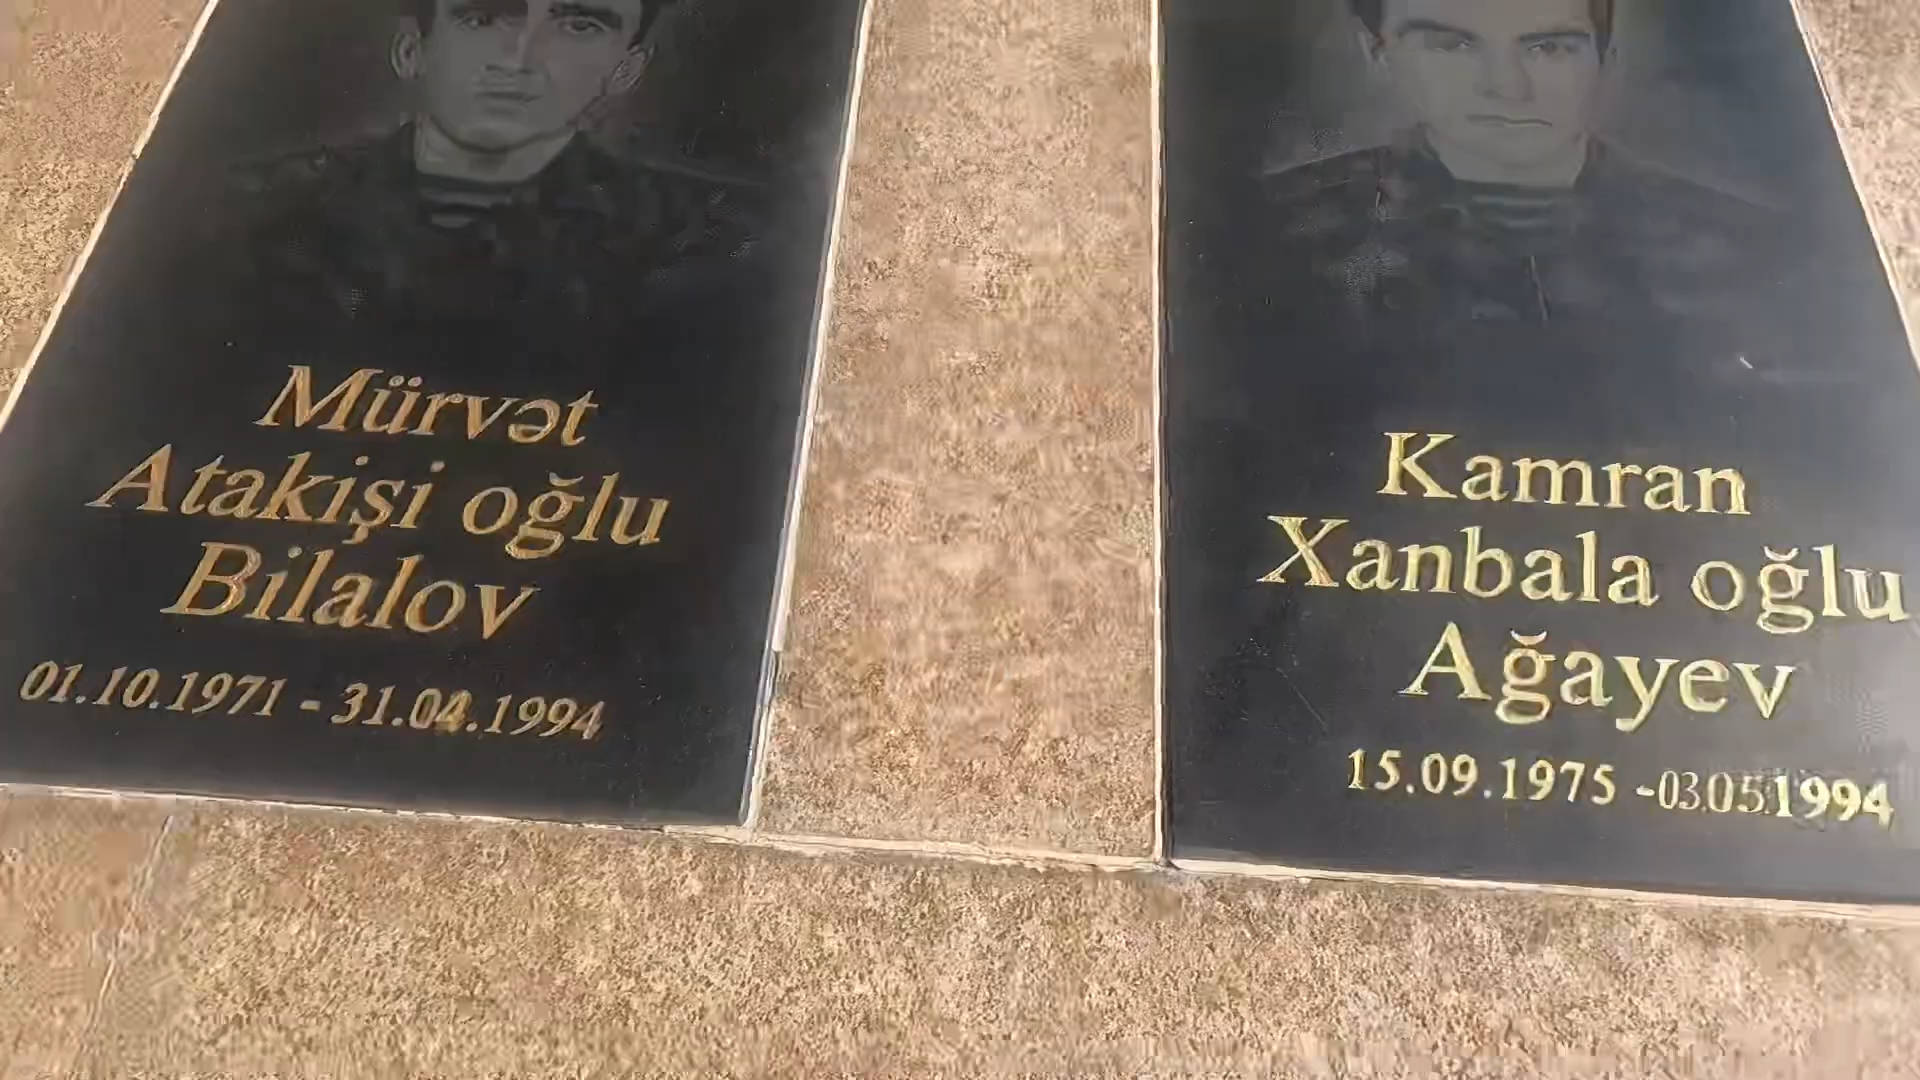 Mürvət
Atakişi oğlu
Bilalov
01.10.1971 - 31.04.1994
Kamran
Xanbala oğlu
Ağayev
15.09.1975 -03.05.1994